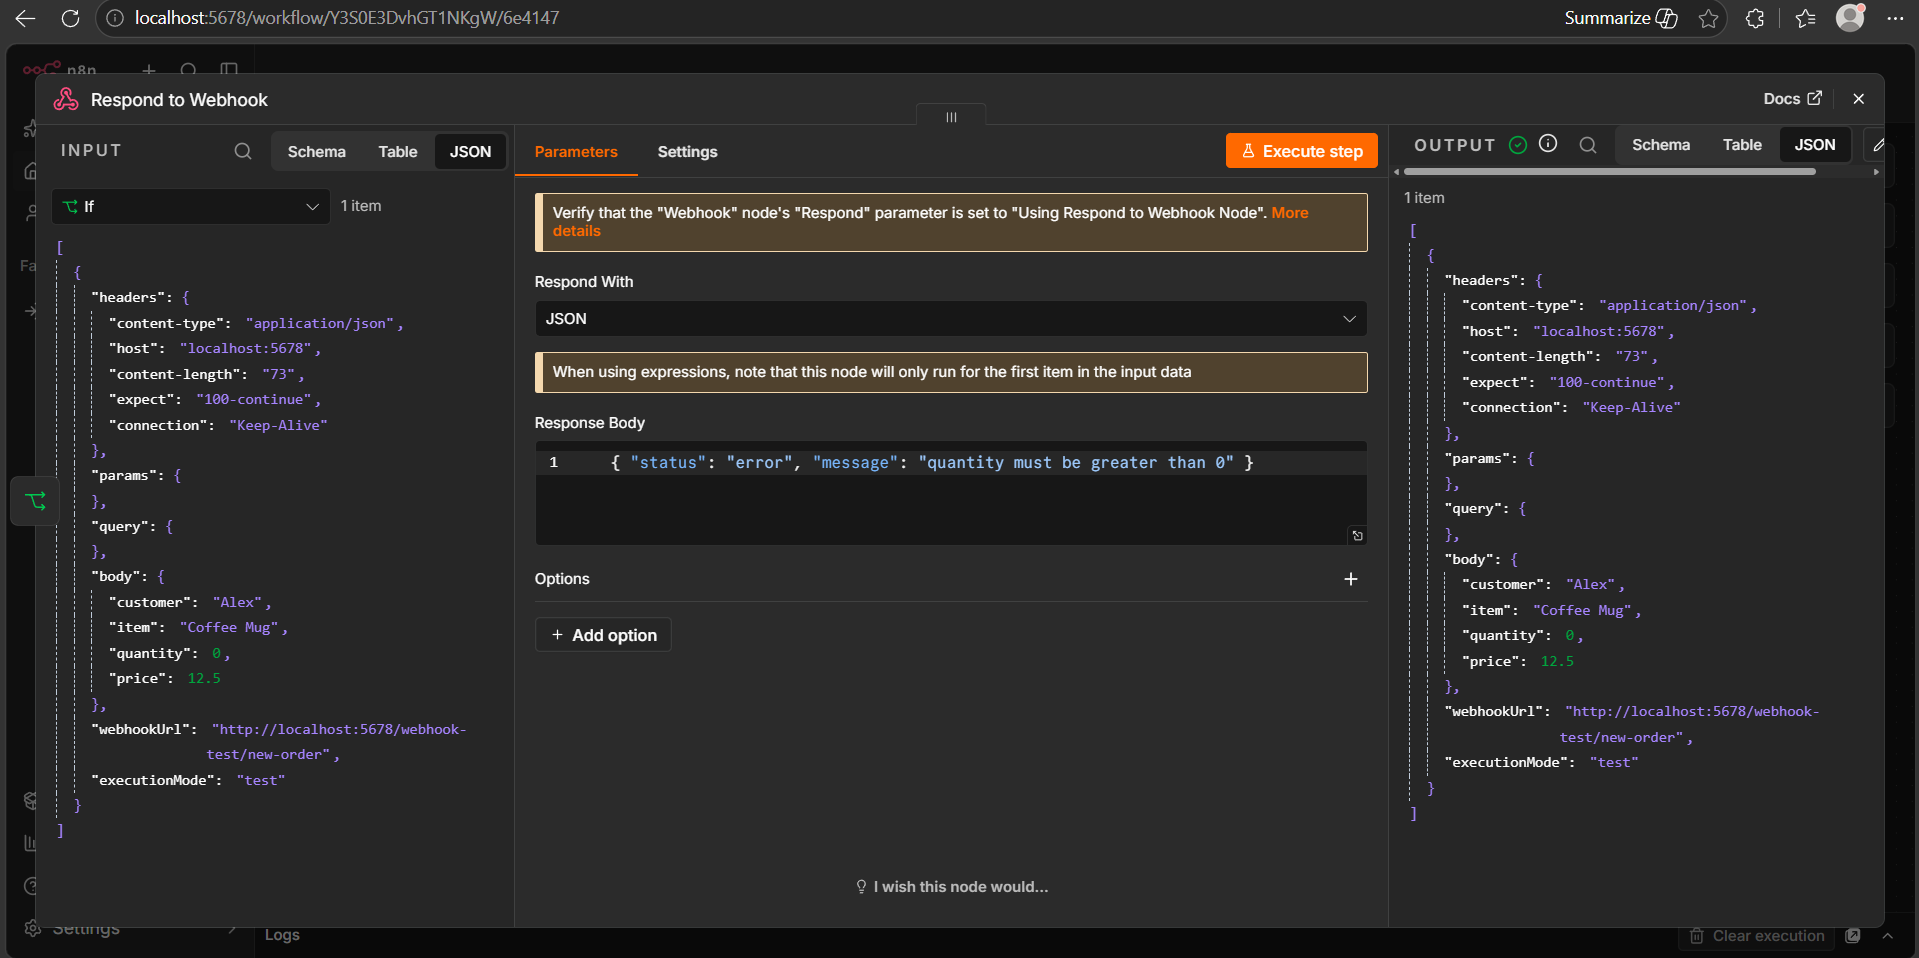 localhost:5678/workflow/Y3S0E3DvhGT1NKgW/6e4147
Summarize
n8n
Respond to Webhook
Docs
INPUT
Schema
Table
JSON
Parameters
Settings
Execute step
OUTPUT
Schema
Table
JSON
If
1 item
[
{
"headers": {
"content-type": "application/json",
"host": "localhost:5678",
"content-length": "73",
"expect": "100-continue",
"connection": "Keep-Alive"
},
"params": {
},
"query": {
},
"body": {
"customer": "Alex",
"item": "Coffee Mug",
"quantity": 0,
"price": 12.5
},
"webhookUrl": "http://localhost:5678/webhook-
test/new-order",
"executionMode": "test"
}
]
Verify that the "Webhook" node's "Respond" parameter is set to "Using Respond to Webhook Node". More
details
Respond With
JSON
When using expressions, note that this node will only run for the first item in the input data
Response Body
1 { "status": "error", "message": "quantity must be greater than 0" }
Options
+
+ Add option
I wish this node would...
1 item
[
{
"headers": {
"content-type": "application/json",
"host": "localhost:5678",
"content-length": "73",
"expect": "100-continue",
"connection": "Keep-Alive"
},
"params": {
},
"query": {
},
"body": {
"customer": "Alex",
"item": "Coffee Mug",
"quantity": 0,
"price": 12.5
},
"webhookUrl": "http://localhost:5678/webhook-
test/new-order",
"executionMode": "test"
}
]
Fa
Settings
Logs
Clear execution